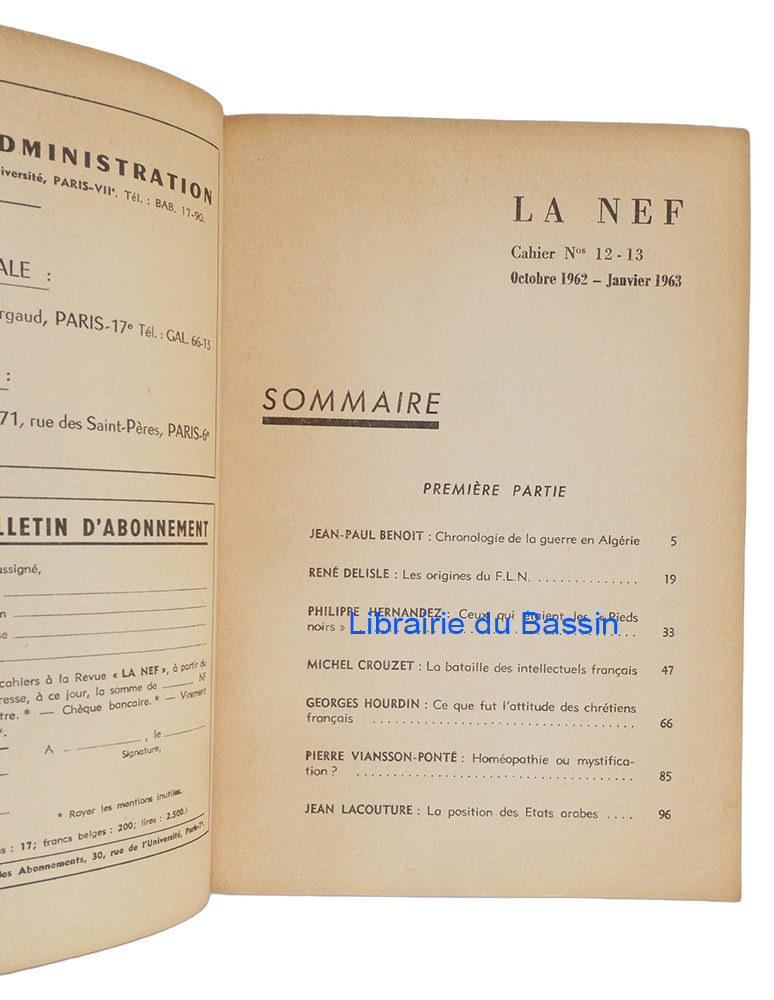 DMINISTRATION
iversité, PARIS-VIIe. Tél. : BAB. 17-90.
ALE :
rgaud, PARIS-17e Tél. : GAL. 66-13
:
71, rue des Saint-Pères, PARIS-6e
LLETIN D'ABONNEMENT
ussigné,
m
se
cahiers à la Revue « LA NEF », à partir du
resse, à ce jour, la somme de NF
tre. * — Chèque bancaire. * — Virement
*.
A , le
Signature,
* Rayer les mentions inutiles.
s : 17; francs belges : 200; lires : 2.500.)
des Abonnements, 30, rue de l'Université, Paris-7e.
LA NEF
Cahier Nos 12 - 13
Octobre 1962 – Janvier 1963
SOMMAIRE
PREMIÈRE PARTIE
JEAN-PAUL BENOIT : Chronologie de la guerre en Algérie 5
RENÉ DELISLE : Les origines du F.L.N. ............... 19
PHILIPPE HERNANDEZ : Ceux qui étaient les « Pieds
noirs » ..................................... 33
Librairie du Bassin
MICHEL CROUZET : La bataille des intellectuels français 47
GEORGES HOURDIN : Ce que fut l'attitude des chrétiens
français ..................................... 66
PIERRE VIANSSON-PONTÉ : Homéopathie ou mystifica-
tion ? ....................................... 85
JEAN LACOUTURE : La position des Etats arabes .... 96